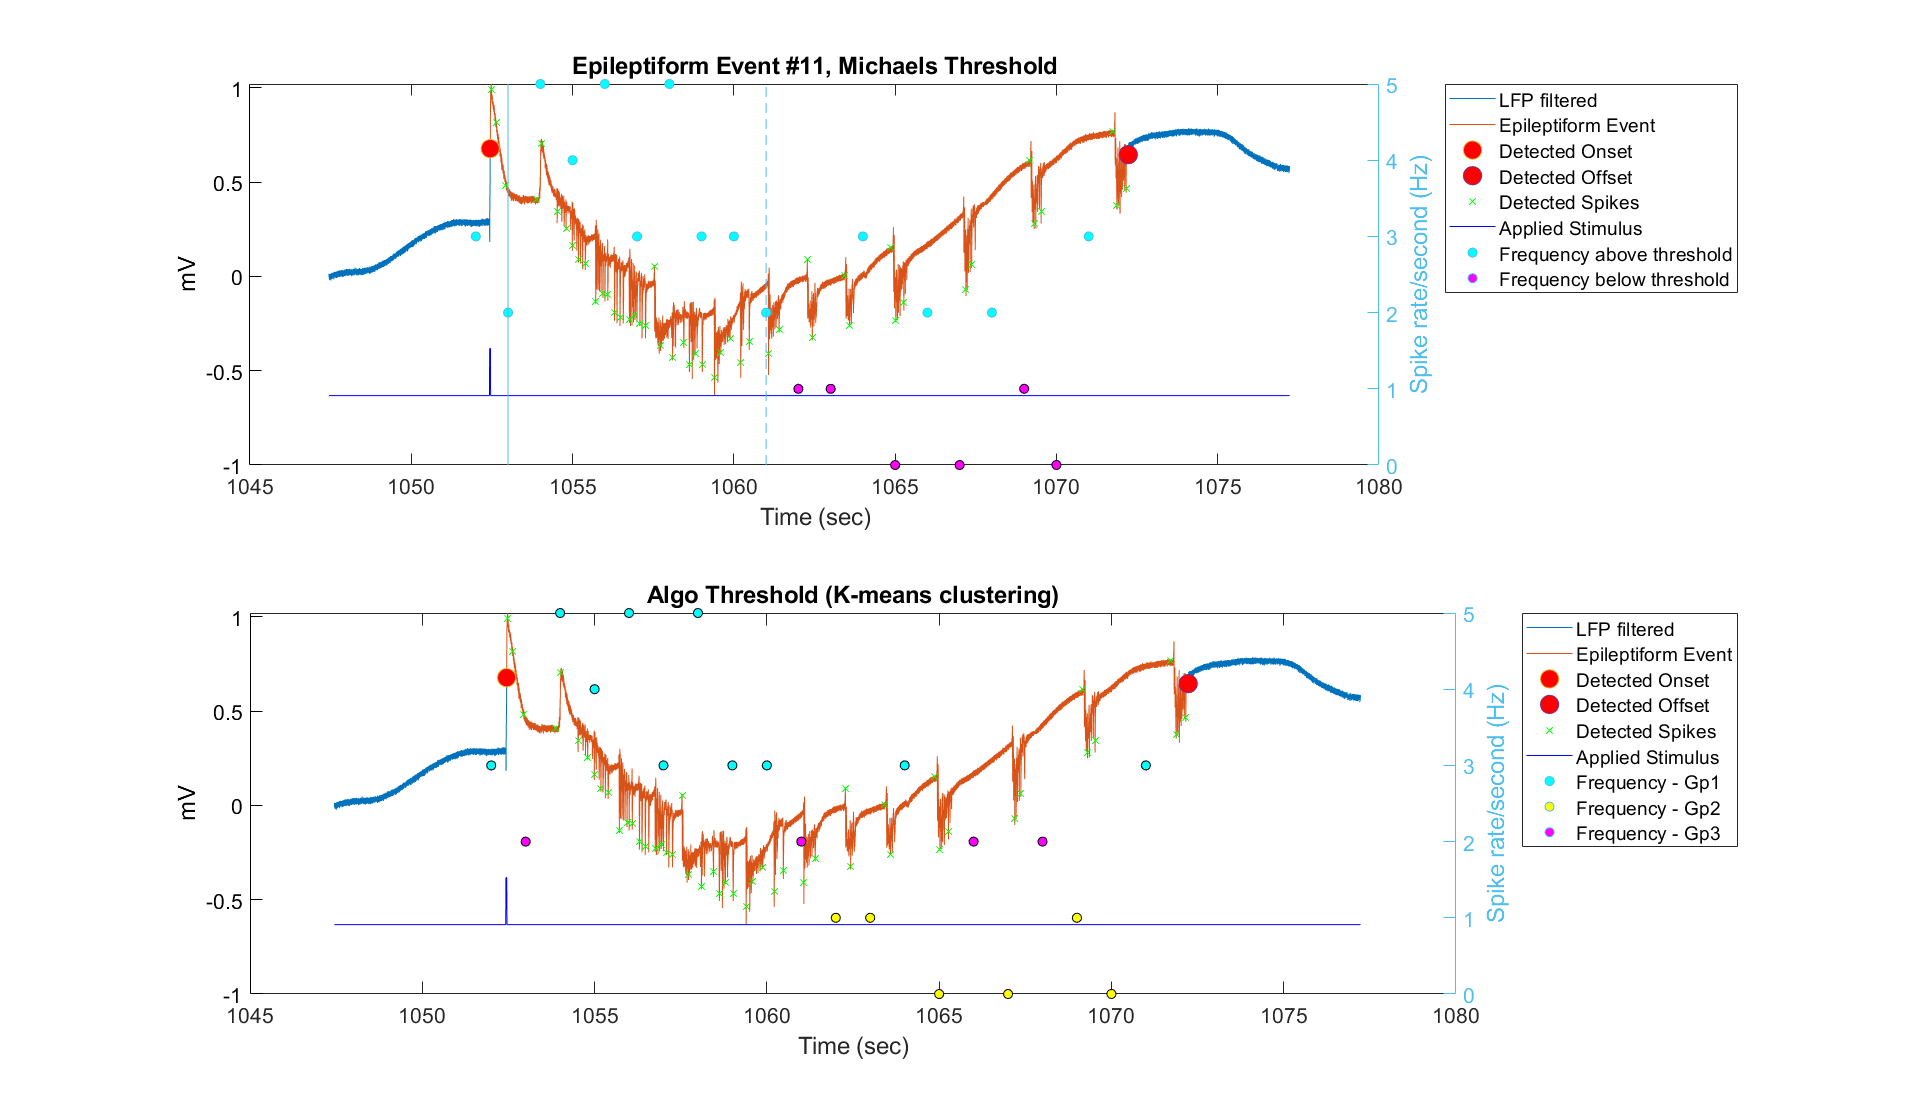 Epileptiform Event #11, Michaels Threshold
1
0.5
0
-0.5
-1
mV
5
4
3
2
1
0
Spike rate/second (Hz)
1045 1050 1055 1060 1065 1070 1075 1080
Time (sec)
LFP filtered
Epileptiform Event
Detected Onset
Detected Offset
Detected Spikes
Applied Stimulus
Frequency above threshold
Frequency below threshold
Algo Threshold (K-means clustering)
1
0.5
0
-0.5
-1
mV
5
4
3
2
1
0
Spike rate/second (Hz)
1045 1050 1055 1060 1065 1070 1075 1080
Time (sec)
LFP filtered
Epileptiform Event
Detected Onset
Detected Offset
Detected Spikes
Applied Stimulus
Frequency - Gp1
Frequency - Gp2
Frequency - Gp3